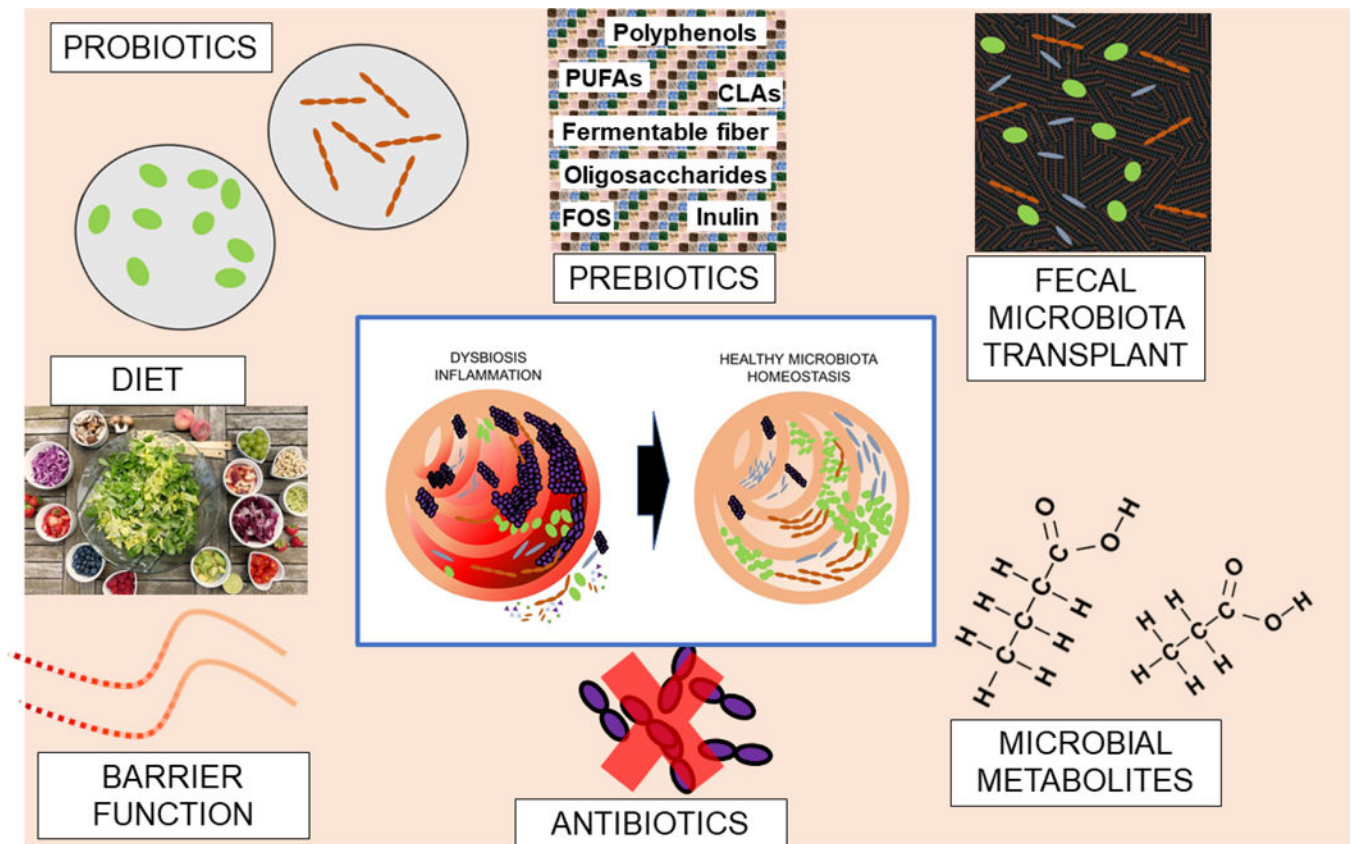 PROBIOTICS
Polyphenols
PUFAs
CLAs
Fermentable fiber
Oligosaccharides
FOS
Inulin
PREBIOTICS
FECAL
MICROBIOTA
TRANSPLANT
DIET
DYSBIOSIS
INFLAMMATION
HEALTHY MICROBIOTA
HOMEOSTASIS
BARRIER
FUNCTION
ANTIBIOTICS
O
H
C
O
H
C
H
H
C
H
H
C
H
H
H
O
H
C
O
H
C
H
H
C
H
H
MICROBIAL
METABOLITES